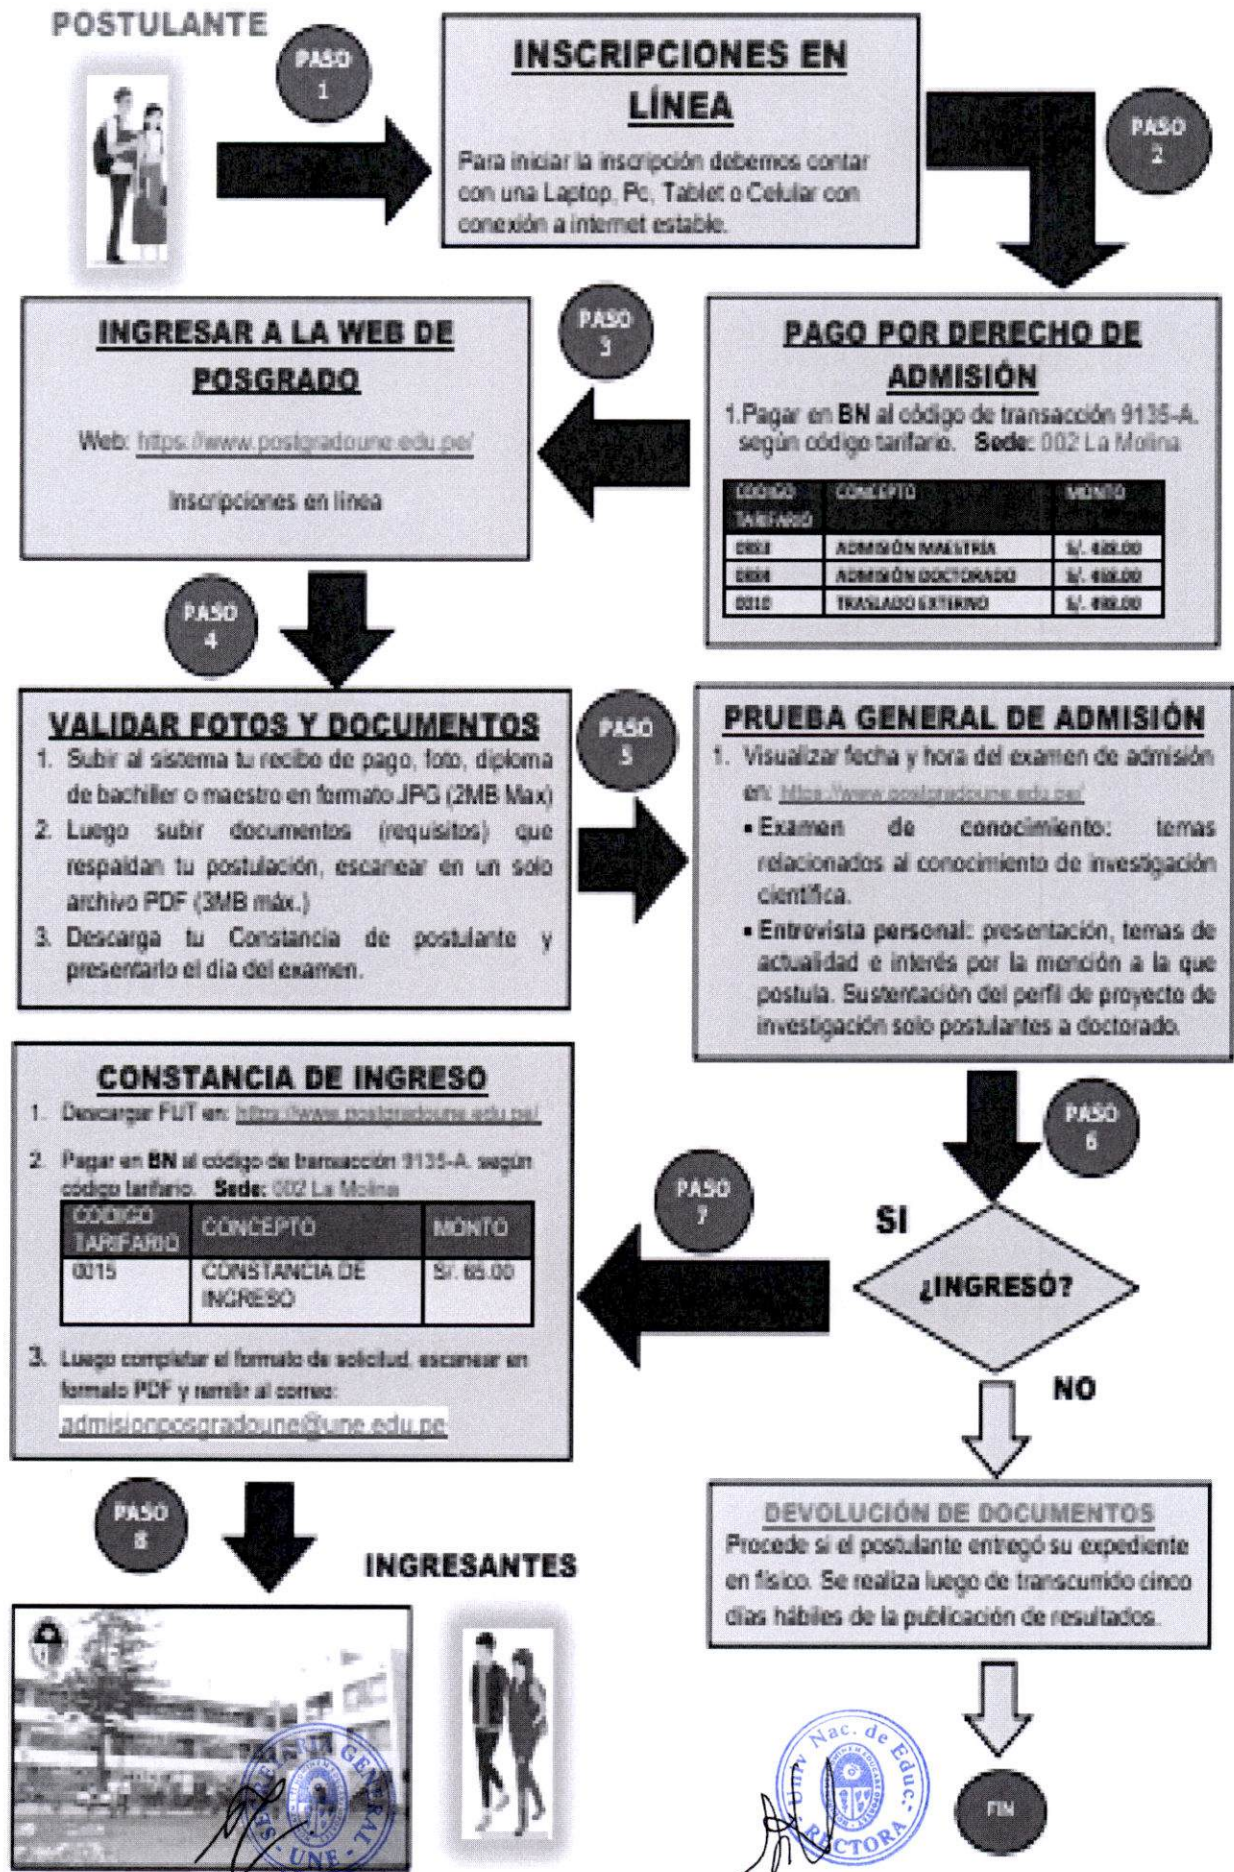 POSTULANTE
PASO
1
INSCRIPCIONES EN
LÍNEA
Para iniciar la inscripción debemos contar
con una Laptop, Pc, Tablet o Celular con
conexión a internet estable.
PASO
2
PAGO POR DERECHO DE
ADMISIÓN
1.Pagar en BN al código de transacción 9135-A.
según código tarifario. Sede: 002 La Molina
CODIGO TARIFARIO CONCEPTO MONTO
ADMISIÓN MAESTRÍA S/.
ADMISIÓN DOCTORADO S/.
0010 TRASLADO EXTERNO S/.
PASO
3
INGRESAR A LA WEB DE
POSGRADO
Web: https://www.postgradoune.edu.pe/
Inscripciones en línea
PASO
4
VALIDAR FOTOS Y DOCUMENTOS
1. Subir al sistema tu recibo de pago, foto, diploma
de bachiller o maestro en formato JPG (2MB Max)
2. Luego subir documentos (requisitos) que
respaldan tu postulación, escanear en un solo
archivo PDF (3MB máx.)
3. Descarga tu Constancia de postulante y
presentarlo el día del examen.
PASO
5
PRUEBA GENERAL DE ADMISIÓN
1. Visualizar fecha y hora del examen de admisión
en: https://www.postgradoune.edu.pe/
▪ Examen de conocimiento: temas
relacionados al conocimiento de investigación
científica.
▪ Entrevista personal: presentación, temas de
actualidad e interés por la mención a la que
postula. Sustentación del perfil de proyecto de
investigación solo postulantes a doctorado.
PASO
6
¿INGRESÓ?
SI
NO
PASO
7
CONSTANCIA DE INGRESO
1. Descargar FUT en: https://www.postgradoune.edu.pe/
2. Pagar en BN al código de transacción 9135-A. según
código tarifario. Sede: 002 La Molina
CODIGO TARIFARIO CONCEPTO MONTO
0015 CONSTANCIA DE INGRESO S/. 65.00
3. Luego completar el formato de solicitud, escanear en
formato PDF y remitir al correo:
admisionposgradoune@une.edu.pe
PASO
8
INGRESANTES
DEVOLUCIÓN DE DOCUMENTOS
Procede si el postulante entregó su expediente
en físico. Se realiza luego de transcurrido cinco
días hábiles de la publicación de resultados.
FIN
SECRETARIA GENERAL
- UNE -
Univ Nac. de Educ.
RECTORA